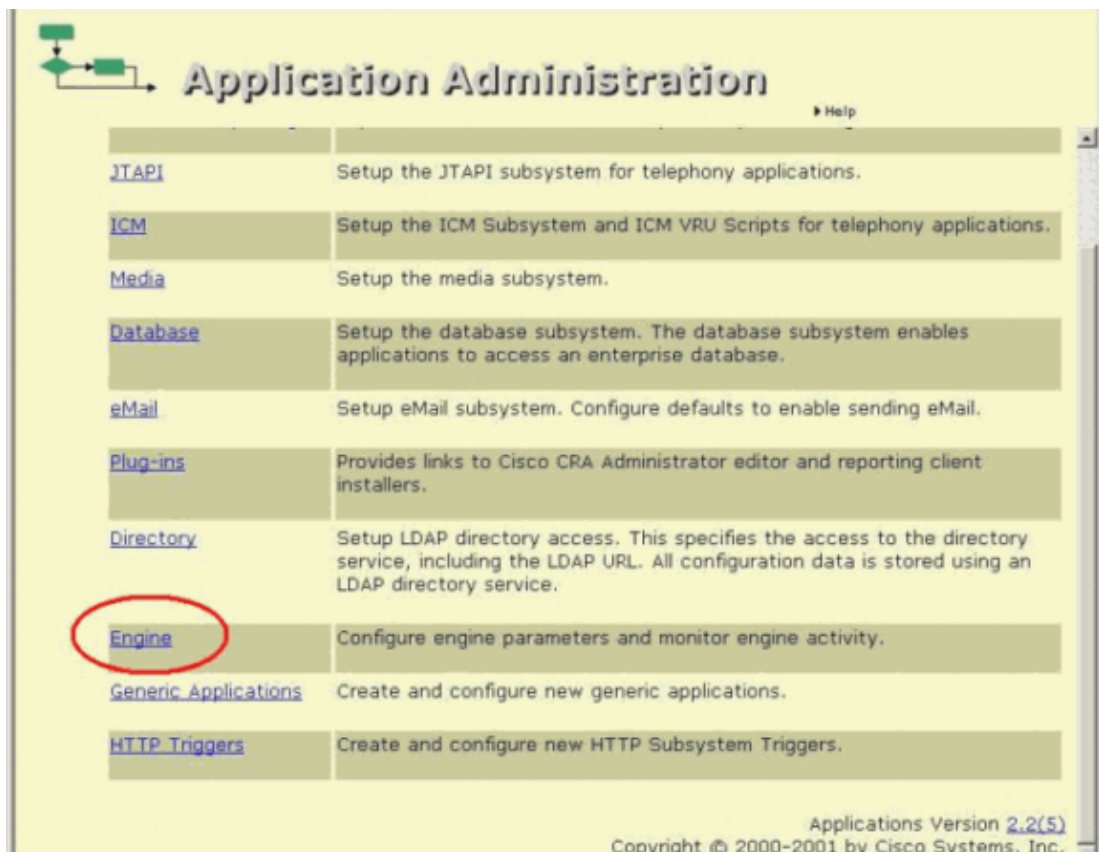 Application Administration
Help
JTAPI
Setup the JTAPI subsystem for telephony applications.
ICM
Setup the ICM Subsystem and ICM VRU Scripts for telephony applications.
Media
Setup the media subsystem.
Database
Setup the database subsystem. The database subsystem enables
applications to access an enterprise database.
eMail
Setup eMail subsystem. Configure defaults to enable sending eMail.
Plug-ins
Provides links to Cisco CRA Administrator editor and reporting client
installers.
Directory
Setup LDAP directory access. This specifies the access to the directory
service, including the LDAP URL. All configuration data is stored using an
LDAP directory service.
Engine
Configure engine parameters and monitor engine activity.
Generic Applications
Create and configure new generic applications.
HTTP Triggers
Create and configure new HTTP Subsystem Triggers.
Applications Version 2.2(5)
Copyright © 2000-2001 by Cisco Systems, Inc.